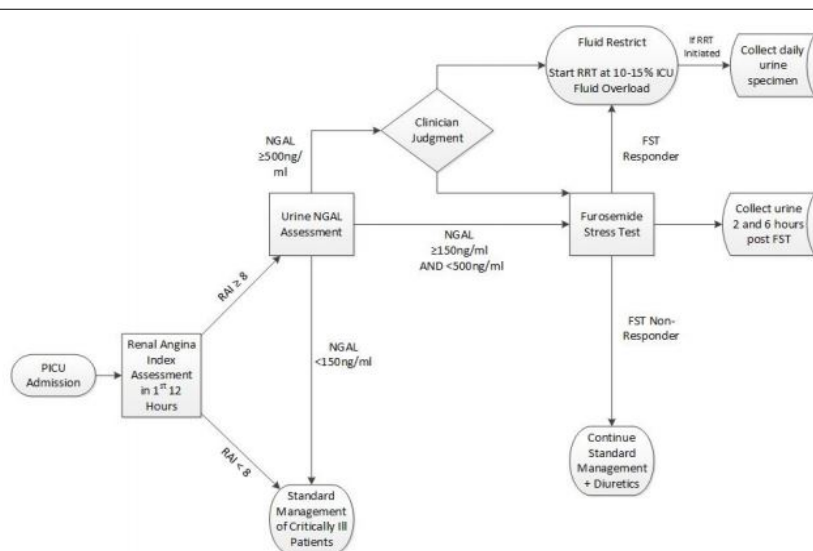 Fluid Restrict
Start RRT at 10-15% ICU
Fluid Overload
If RRT
Initiated
Collect daily
urine
specimen
Clinician
Judgment
NGAL
≥500ng/
ml
FST
Responder
Urine NGAL
Assessment
NGAL
≥150ng/ml
AND <500ng/ml
Furosemide
Stress Test
Collect urine
2 and 6 hours
post FST
RAI ≥ 8
NGAL
<150ng/ml
FST Non-
Responder
PICU
Admission
Renal Angina
Index
Assessment
in 1st 12
Hours
RAI < 8
Standard
Management
of Critically Ill
Patients
Continue
Standard
Management
+ Diuretics